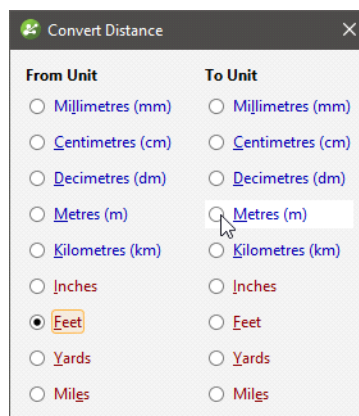 Convert Distance
From Unit To Unit
Millimetres (mm) Millimetres (mm)
Centimetres (cm) Centimetres (cm)
Decimetres (dm) Decimetres (dm)
Metres (m) Metres (m)
Kilometres (km) Kilometres (km)
Inches Inches
Feet Feet
Yards Yards
Miles Miles